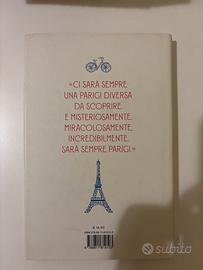 «CI SARÀ SEMPRE
UNA PARIGI DIVERSA
DA SCOPRIRE.
E MISTERIOSAMENTE,
MIRACOLOSAMENTE,
INCREDIBILMENTE,
SARÀ SEMPRE PARIGI.»
subito